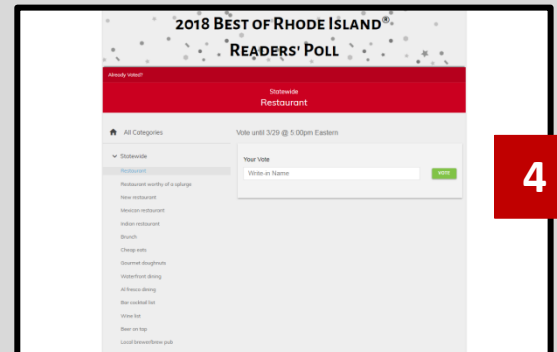 2018 BEST OF RHODE ISLAND®
READERS' POLL
Already Voted?
Statewide
Restaurant
All Categories
Vote until 3/29 @ 5:00pm Eastern
Statewide
Your Vote
Write-in Name
VOTE
Restaurant
Restaurant worthy of a splurge
New restaurant
Mexican restaurant
Indian restaurant
Brunch
Cheap eats
Gourmet doughnuts
Waterfront dining
Al fresco dining
Bar cocktail list
Wine list
Beer on tap
Local brewer/brew pub
4